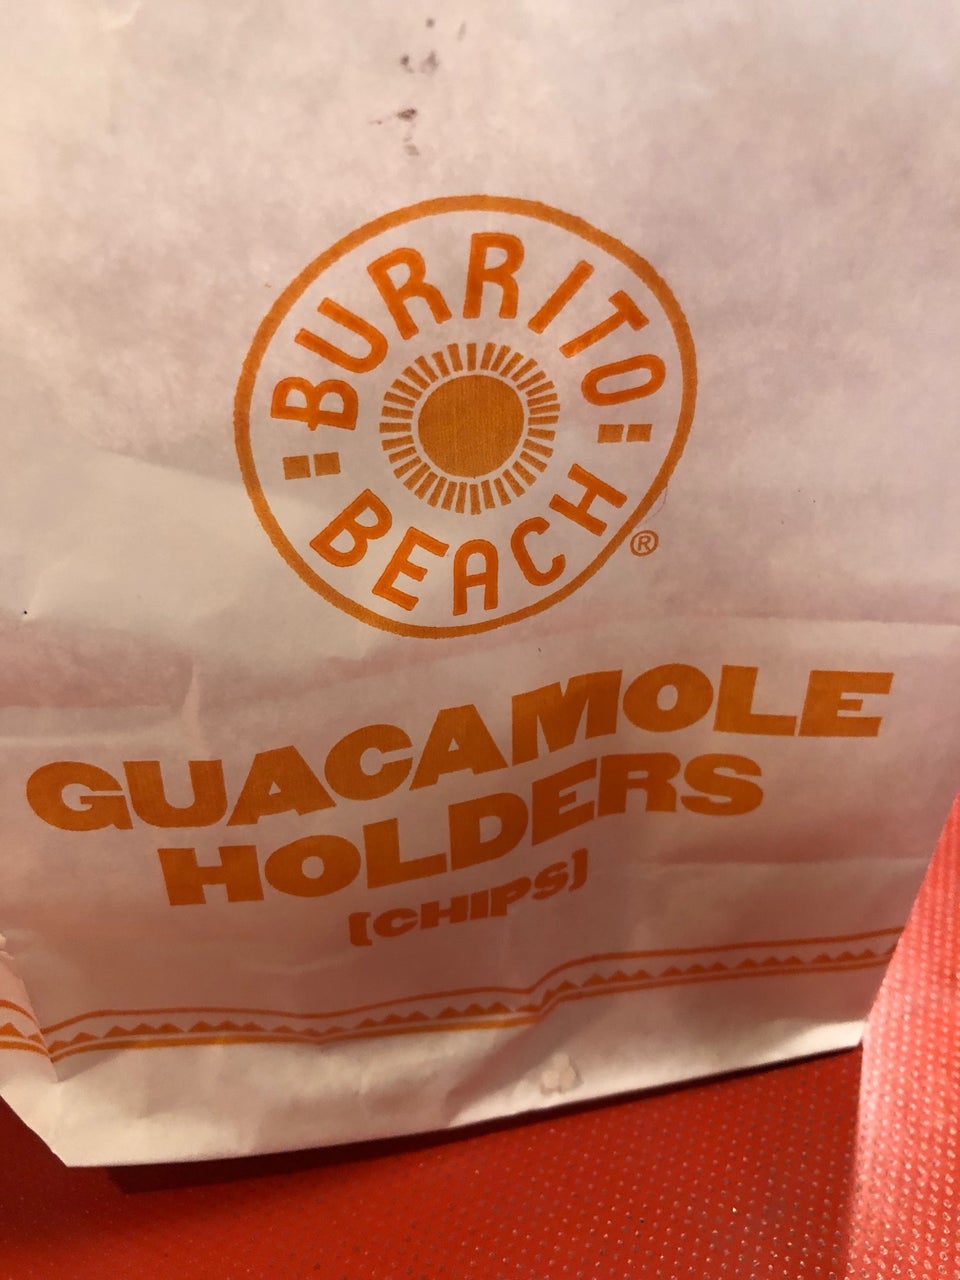 BURRITO
BEACH
®
GUACAMOLE
HOLDERS
(CHIPS)